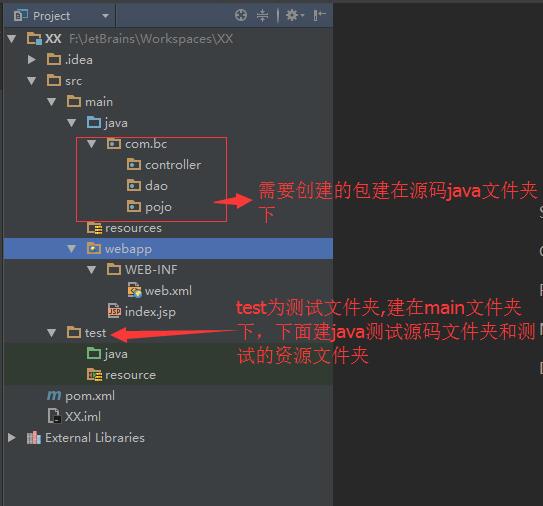 Project
XX F:\JetBrains\Workspaces\XX
.idea
src
main
java
com.bc
controller
dao
pojo
需要创建的包建在源码java文件夹
下
resources
webapp
WEB-INF
web.xml
index.jsp
test为测试文件夹,建在main文件夹
下，下面建java测试源码文件夹和测
试的资源文件夹
test
java
resource
pom.xml
XX.iml
External Libraries